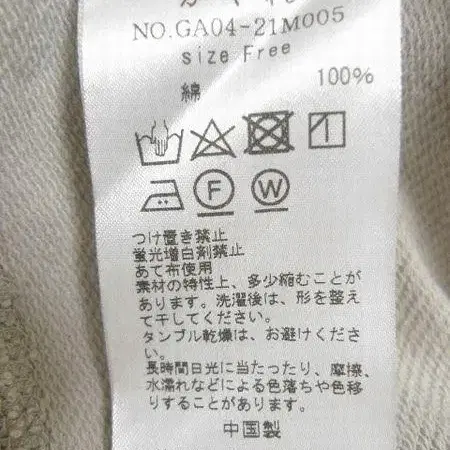 NO.GA04-21M005
size Free
綿 100%
F W
つけ置き禁止
蛍光増白剤禁止
あて布使用
素材の特性上、多少縮むことが
あります。洗濯後は、形を整え
て干してください。
タンブル乾燥は、お避けくださ
い。
長時間日光に当たったり、摩擦、
水濡れなどによる色落ちや色移
りすることがあります。
中国製